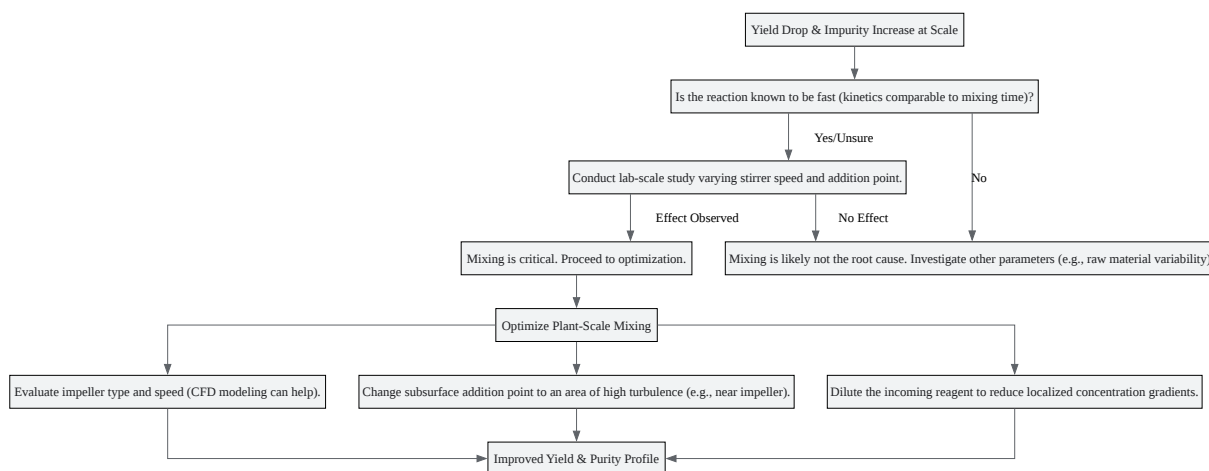 Yield Drop & Impurity Increase at Scale
Is the reaction known to be fast (kinetics comparable to mixing time)?
Yes/Unsure
Conduct lab-scale study varying stirrer speed and addition point.
No
Effect Observed
No Effect
Mixing is critical. Proceed to optimization.
Mixing is likely not the root cause. Investigate other parameters (e.g., raw material variability)
Optimize Plant-Scale Mixing
Evaluate impeller type and speed (CFD modeling can help).
Change subsurface addition point to an area of high turbulence (e.g., near impeller).
Dilute the incoming reagent to reduce localized concentration gradients.
Improved Yield & Purity Profile